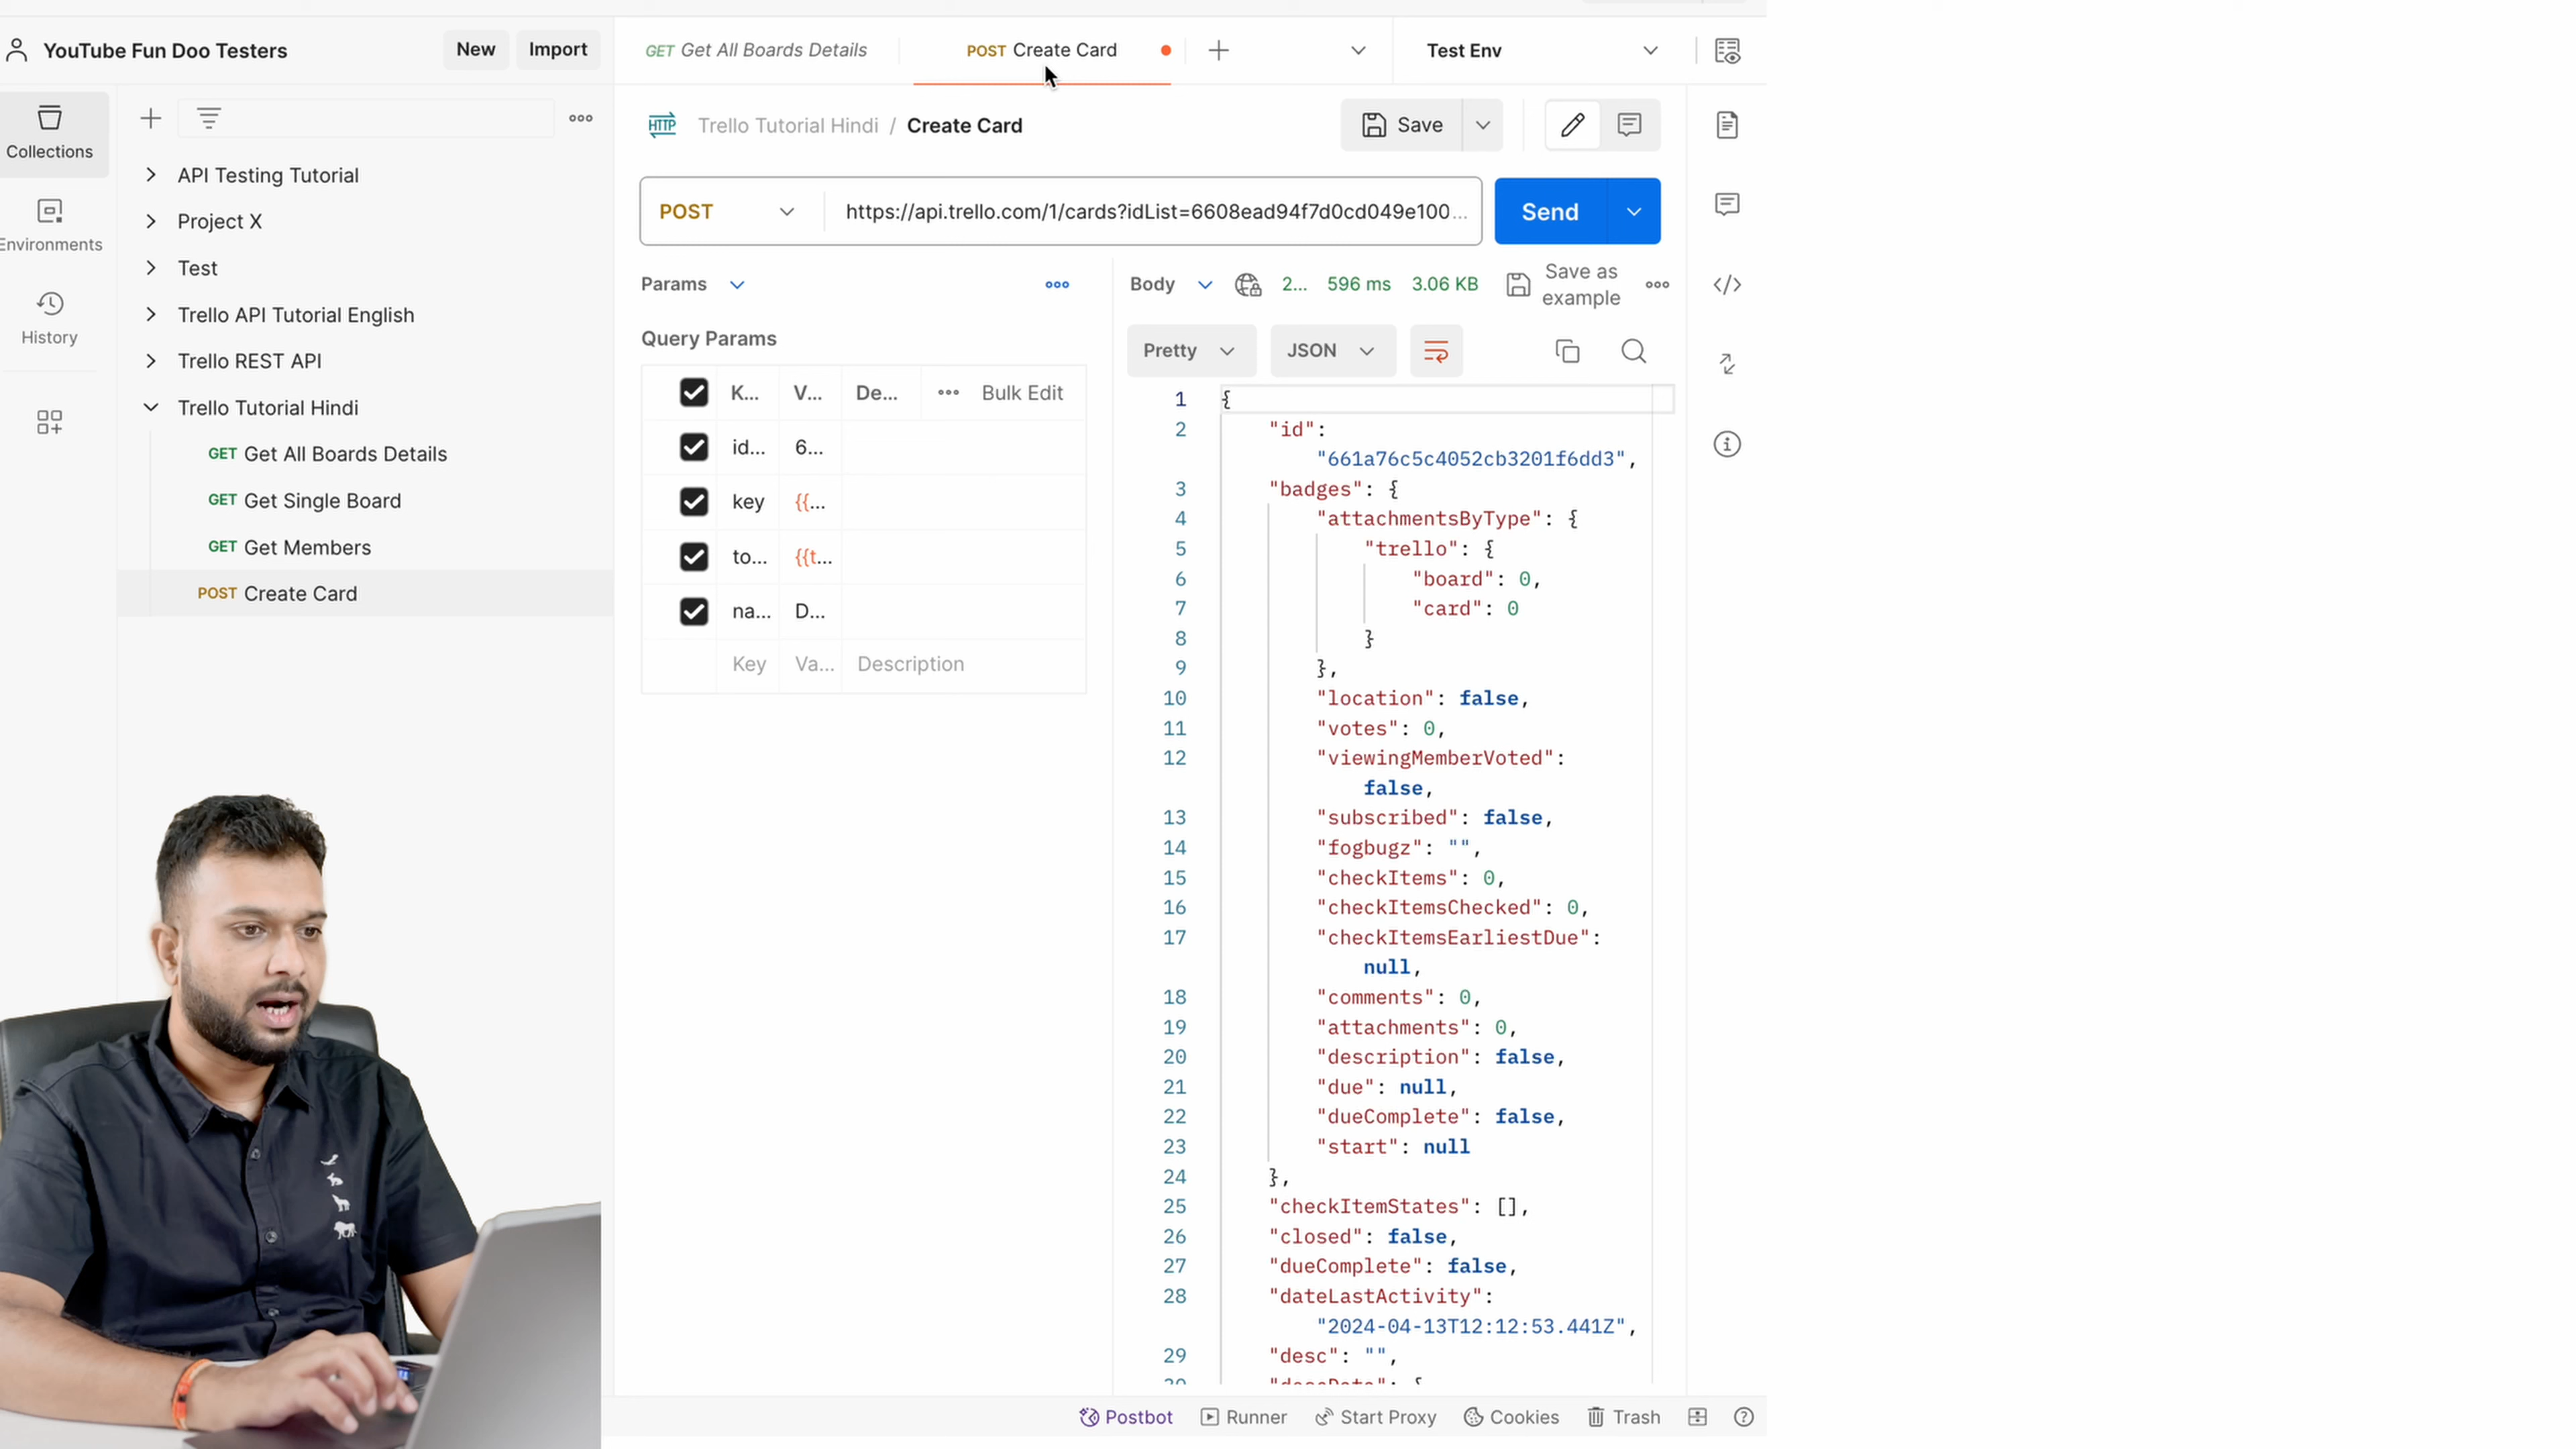 YouTube Fun Doo Testers
New
Import
GET Get All Boards Details
POST Create Card
Test Env
Collections
Environments
History
API Testing Tutorial
Project X
Test
Trello API Tutorial English
Trello REST API
Trello Tutorial Hindi
GET Get All Boards Details
GET Get Single Board
GET Get Members
POST Create Card
HTTP Trello Tutorial Hindi / Create Card
Save
POST
https://api.trello.com/1/cards?idList=6608ead94f7d0cd049e100...
Send
Params
Query Params
K... V... De... Bulk Edit
id... 6...
key {{...
to... {{t...
na... D...
Key Va... Description
Body 2... 596 ms 3.06 KB Save as
example
Pretty JSON
1 {
2 "id":
"661a76c5c4052cb3201f6dd3",
3 "badges": {
4 "attachmentsByType": {
5 "trello": {
6 "board": 0,
7 "card": 0
8 }
9 },
10 "location": false,
11 "votes": 0,
12 "viewingMemberVoted":
false,
13 "subscribed": false,
14 "fogbugz": "",
15 "checkItems": 0,
16 "checkItemsChecked": 0,
17 "checkItemsEarliestDue":
null,
18 "comments": 0,
19 "attachments": 0,
20 "description": false,
21 "due": null,
22 "dueComplete": false,
23 "start": null
24 },
25 "checkItemStates": [],
26 "closed": false,
27 "dueComplete": false,
28 "dateLastActivity":
"2024-04-13T12:12:53.441Z",
29 "desc": "",
Postbot Runner Start Proxy Cookies Trash